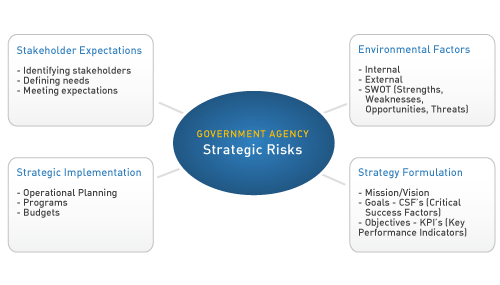 Stakeholder Expectations
- Identifying stakeholders
- Defining needs
- Meeting expectations
Environmental Factors
- Internal
- External
- SWOT (Strengths,
Weaknesses,
Opportunities, Threats)
GOVERNMENT AGENCY
Strategic Risks
Strategic Implementation
- Operational Planning
- Programs
- Budgets
Strategy Formulation
- Mission/Vision
- Goals - CSF's (Critical
Success Factors)
- Objectives - KPI's (Key
Performance Indicators)